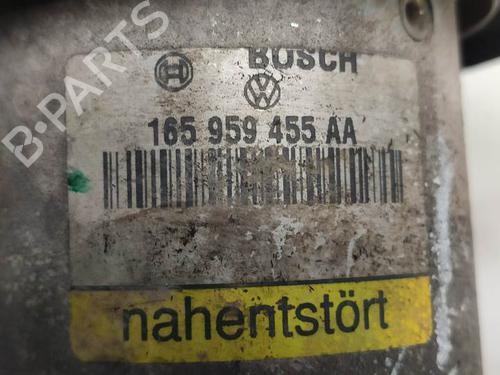 BOSCH
165 959 455 AA
nahentstört
B-PARTS